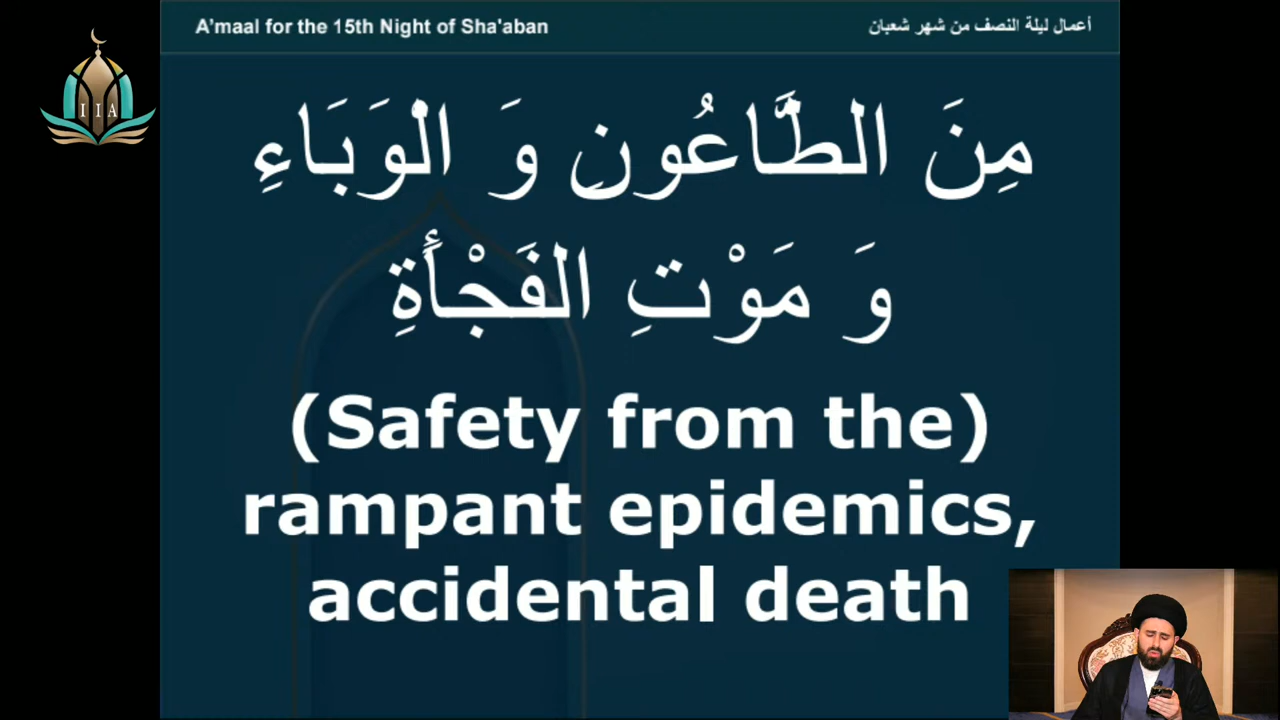 A'maal for the 15th Night of Sha'aban
أعمال ليلة النصف من شهر شعبان
IIA
مِنَ الطَّاعُونِ وَ الْوَبَاءِ
وَ مَوْتِ الفَجْأَةِ
(Safety from the)
rampant epidemics,
accidental death